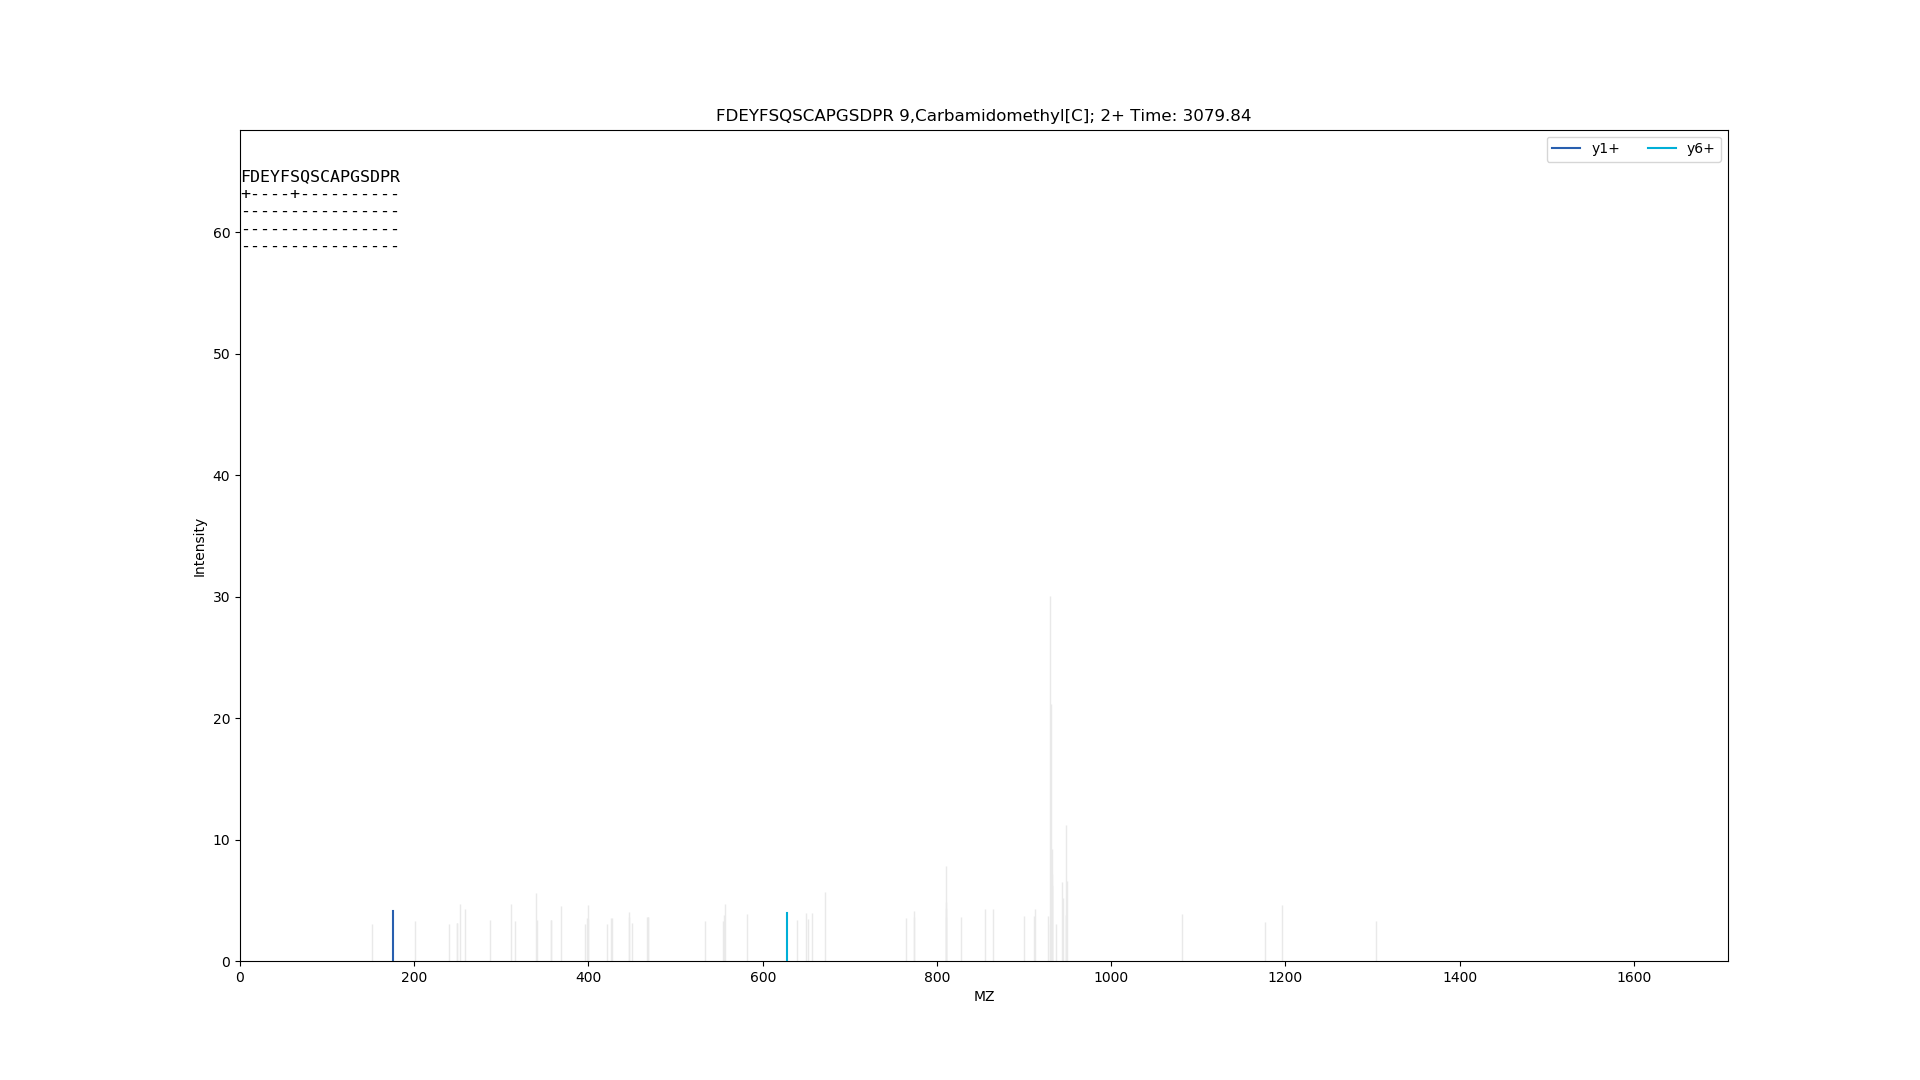 FDEYFSQSCAPGSDPR 9,Carbamidomethyl[C]; 2+ Time: 3079.84
y1+ y6+
FDEYFSQSCAPGSDPR
+----+----------
----------------
----------------
----------------
60
50
40
30
20
10
0
Intensity
0 200 400 600 800 1000 1200 1400 1600
MZ